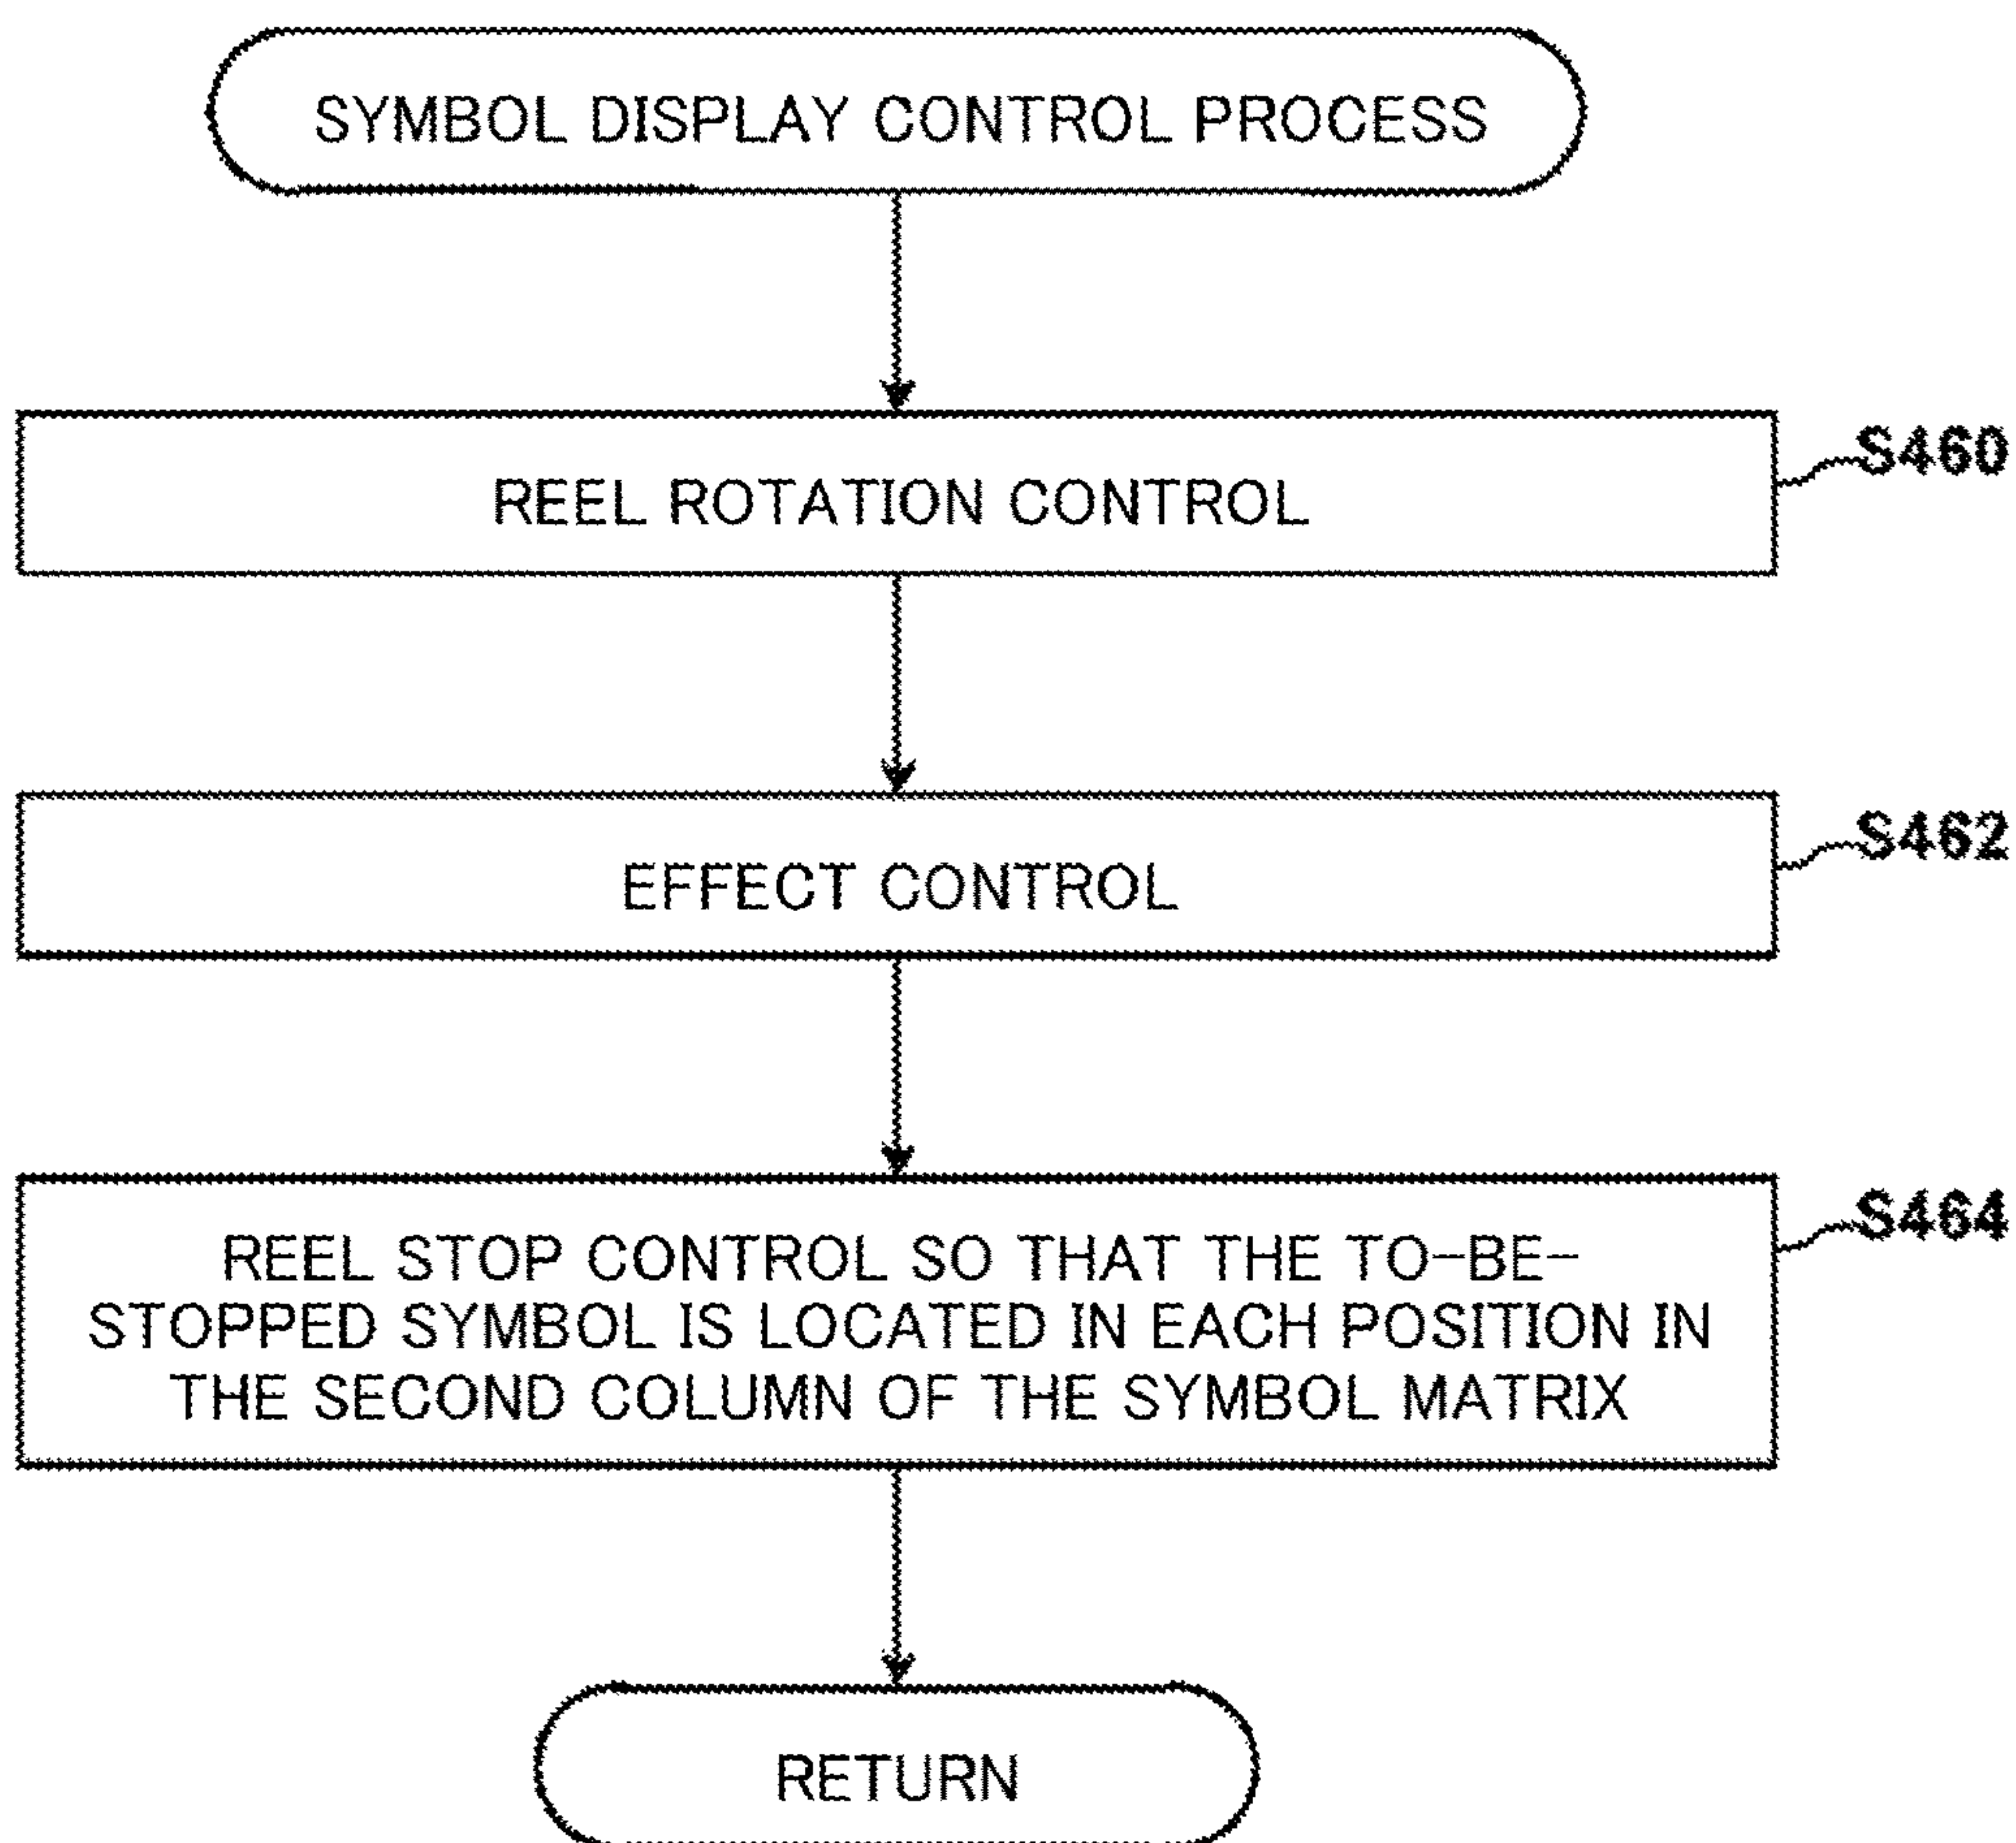 SYMBOL DISPLAY CONTROL PROCESS
REEL ROTATION CONTROL
S460
EFFECT CONTROL
S462
REEL STOP CONTROL SO THAT THE TO-BE-
STOPPED SYMBOL IS LOCATED IN EACH POSITION IN
THE SECOND COLUMN OF THE SYMBOL MATRIX
S464
RETURN